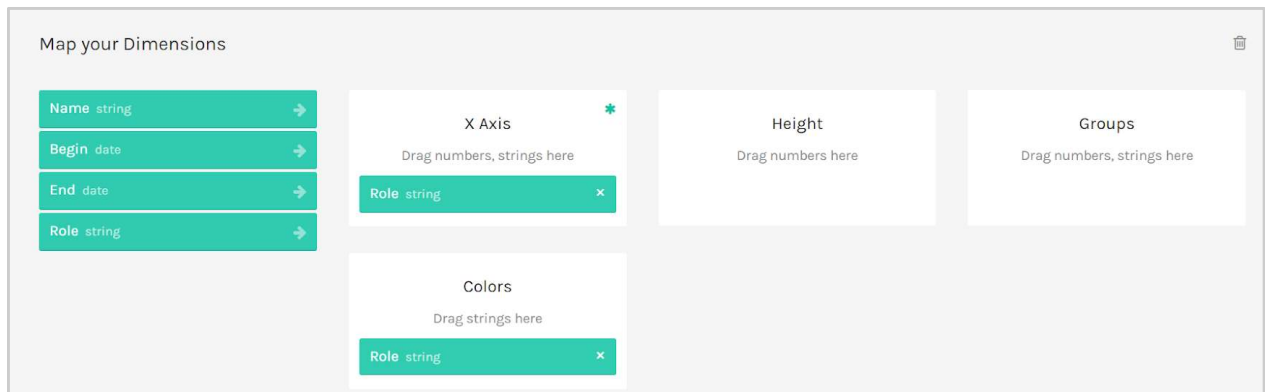 Map your Dimensions
Name string
Begin date
End date
Role string
X Axis
Drag numbers, strings here
Role string
Height
Drag numbers here
Groups
Drag numbers, strings here
Colors
Drag strings here
Role string